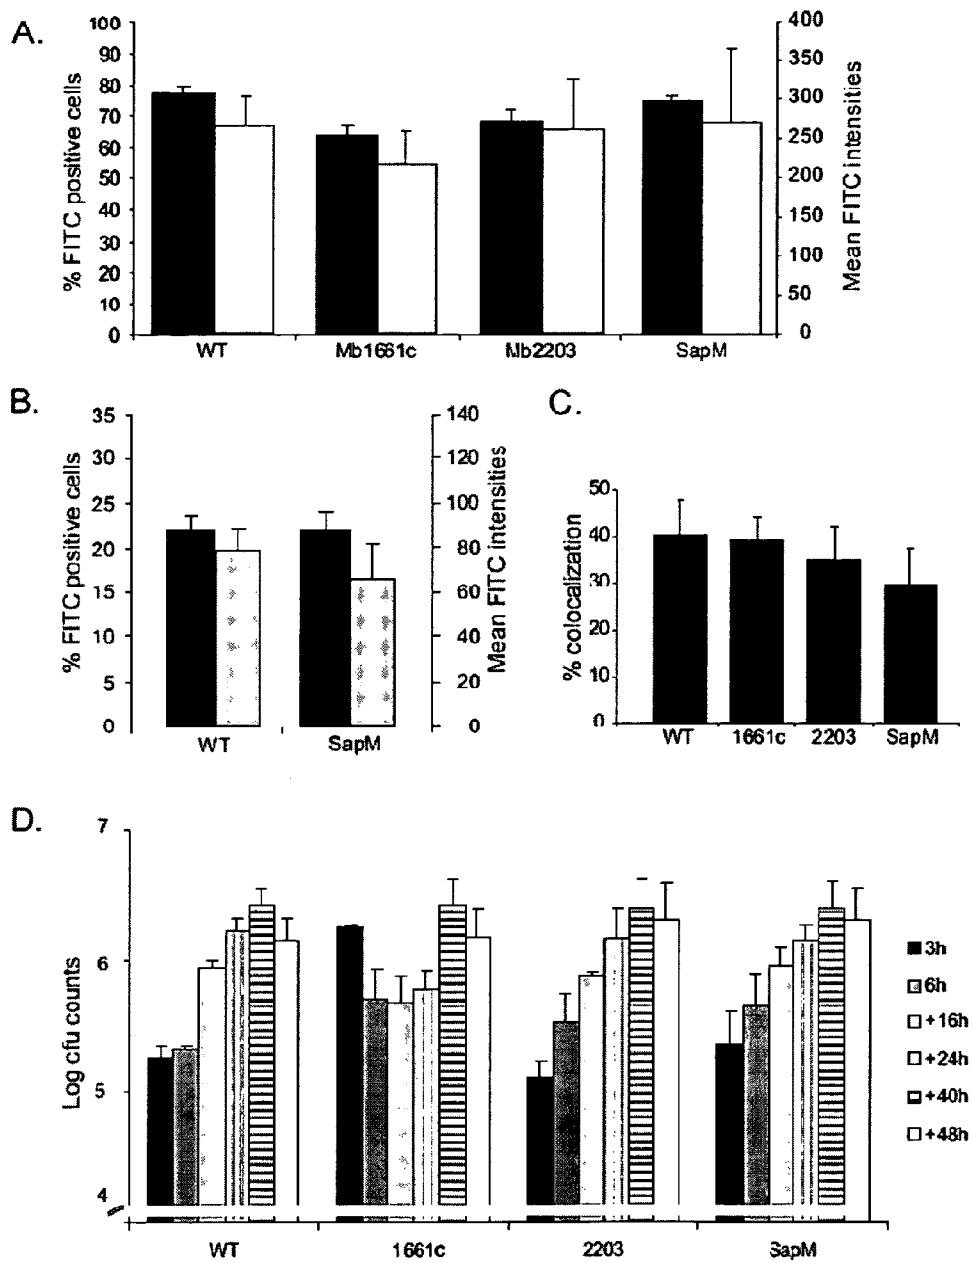 A.
% FITC positive cells
100
90
80
70
60
50
40
30
20
10
0
Mean FITC intensities
400
350
300
250
200
150
100
50
0
WT
Mb1661c
Mb2203
SapM
B.
% FITC positive cells
35
30
25
20
15
10
5
0
Mean FITC intensities
140
120
100
80
60
40
20
0
WT
SapM
C.
% colocalization
50
40
30
20
10
0
WT
1661c
2203
SapM
D.
Log cfu counts
7
6
5
4
WT
1661c
2203
SapM
3h
6h
+16h
+24h
+40h
+48h